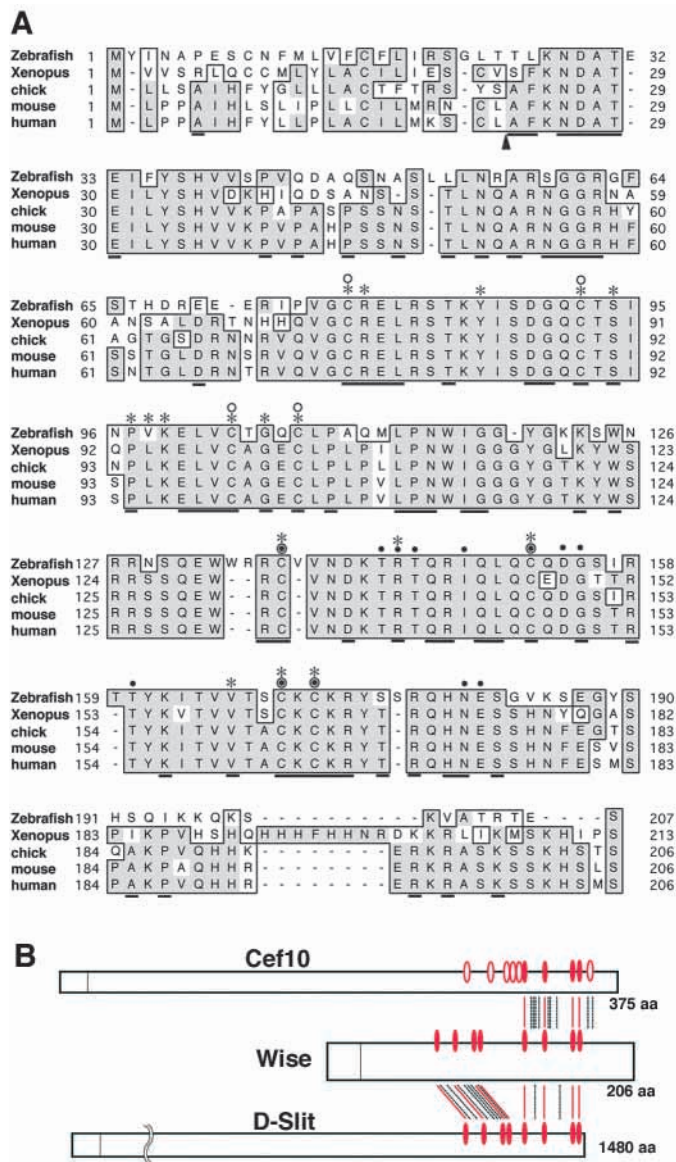 A
Zebrafish 1 M Y I N A P E S C N F M L V F C F L I R S G L T T L K N D A T E 32
Xenopus 1 M - V V S R L Q C C M L Y L A C I L I E S - C V S F K N D A T - 29
chick 1 M - L L S A I H F Y G L L L A C T F T R S - Y S A F K N D A T - 29
mouse 1 M - L P P A I H L S L I P L L C I L M R N - C L A F K N D A T - 29
human 1 M - L P P A I H F Y L L P L A C I L M K S - C L A F K N D A T - 29
Zebrafish 33 E I F Y S H V V S P V Q D A Q S N A S L L L N R A R S G G R G F 64
Xenopus 30 E I L Y S H V V D K H I Q D S A N S - S - T L N Q A R N G G R N A 59
chick 30 E I L Y S H V V K P A P A S P S S N S - T L N Q A R N G G R H Y 60
mouse 30 E I L Y S H V V K P V P A H P S S N S - T L N Q A R N G G R H F 60
human 30 E I L Y S H V V K P V P A H P S S N S - T L N Q A R N G G R H F 60
Zebrafish 65 S T H D R E E - E R I P V G C R E L R S T K Y I S D G Q C T S I 95
Xenopus 60 A N S A L D R T N H H Q V G C R E L R S T K Y I S D G Q C T S I 91
chick 61 A G T G S D R N N R V Q V G C R E L R S T K Y I S D G Q C T S I 92
mouse 61 S S T G L D R N N R V Q V G C R E L R S T K Y I S D G Q C T S I 92
human 61 S N T G L D R N T R V Q V G C R E L R S T K Y I S D G Q C T S I 92
Zebrafish 96 N P V K E L V C T G Q C L P A Q M L P N W I G G - Y G K K S W N 126
Xenopus 92 Q P L K E L V C A G E C L P L P I L P N W I G G G Y G L K Y W S 123
chick 93 N P L K E L V C A G E C L P L P L L P N W I G G G Y G T K Y W S 124
mouse 93 S P L K E L V C A G E C L P L P V L P N W I G G G Y G T K Y W S 124
human 93 S P L K E L V C A G E C L P L P V L P N W I G G G Y G T K Y W S 124
Zebrafish 127 R R N S Q E W W R R C V V N D K T R T Q R I Q L Q C Q D G S I R 158
Xenopus 124 R R S S Q E W - - R C - V N D K T R T Q R I Q L Q C E D G T T R 152
chick 125 R R S S Q E W - - R C - V N D K T R T Q R I Q L Q C Q D G S I R 153
mouse 125 R R S S Q E W - - R C - V N D K T R T Q R I Q L Q C Q D G S T R 153
human 125 R R S S Q E W - - R C - V N D K T R T Q R I Q L Q C Q D G S T R 153
Zebrafish 159 T T Y K I T V V T S C K C K R Y S S R Q H N E S G V K S E G Y S 190
Xenopus 153 - T Y K V T V V T S C K C K R Y T - R Q H N E S S H N Y Q G A S 182
chick 154 - T Y K I T V V T A C K C K R Y T - R Q H N E S S H N F E G T S 183
mouse 154 - T Y K I T V V T A C K C K R Y T - R Q H N E S S H N F E S V S 183
human 154 - T Y K I T V V T A C K C K R Y T - R Q H N E S S H N F E S M S 183
Zebrafish 191 H S Q I K K Q K S - - - - - - - - - - K V A T R T E - - - - S 207
Xenopus 183 P I K P V H S H Q H H H F H H N R D K K R L I K M S K H I P S 213
chick 184 Q A K P V Q H H K - - - - - - - - E R K R A S K S S K H S T S 206
mouse 184 P A K P A Q H H R - - - - - - - - E R K R A S K S S K H S L S 206
human 184 P A K P V Q H H R - - - - - - - - E R K R A S K S S K H S M S 206
B
Cef10
375 aa
Wise
206 aa
D-Slit
1480 aa